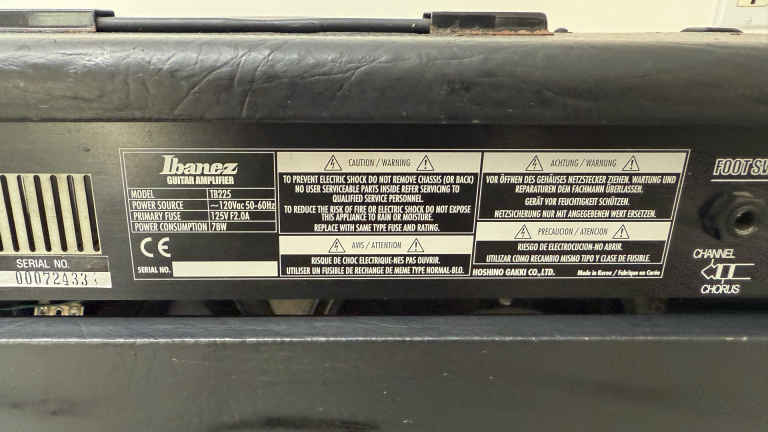 Ibanez
GUITAR AMPLIFIER
MODEL TB225
POWER SOURCE ~120Vac 50-60Hz
PRIMARY FUSE 125V F2.0A
POWER CONSUMPTION 78W
CE
SERIAL NO.
CAUTION / WARNING
TO PREVENT ELECTRIC SHOCK DO NOT REMOVE CHASSIS (OR BACK)
NO USER SERVICEABLE PARTS INSIDE REFER SERVICING TO
QUALIFIED SERVICE PERSONNEL.
TO REDUCE THE RISK OF FIRE OR ELECTRIC SHOCK DO NOT EXPOSE
THIS APPLIANCE TO RAIN OR MOISTURE.
REPLACE WITH SAME TYPE FUSE AND RATING.
AVIS / ATTENTION
RISQUE DE CHOC ELECTRIQUE-NES PAS OUVRIR.
UTILISER UN FUSIBLE DE RECHANGE DE MEME TYPE NORMAL-BLO.
ACHTUNG / WARNUNG
VOR ÖFFNEN DES GEHÄUSES NETZSTECKER ZIEHEN. WARTUNG UND
REPARATUREN DEM FACHMANN ÜBERLASSEN.
GERÄT VOR FEUCHTIGKEIT SCHÜTZEN.
NETZSICHERUNG NUR MIT ANGEGEBENEN WERT ERSETZEN.
PRECAUCION / ATENCION
RIESGO DE ELECTROCUCION-NO ABRIR.
UTILIZAR COMO RECAMBIO MISMO TIPO Y CLASE DE FUSIBLE.
HOSHINO GAKKI CO.,LTD. Made in Korea / Fabrique en Corée
SERIAL NO.
FOOT SW
CHANNEL
CHORUS